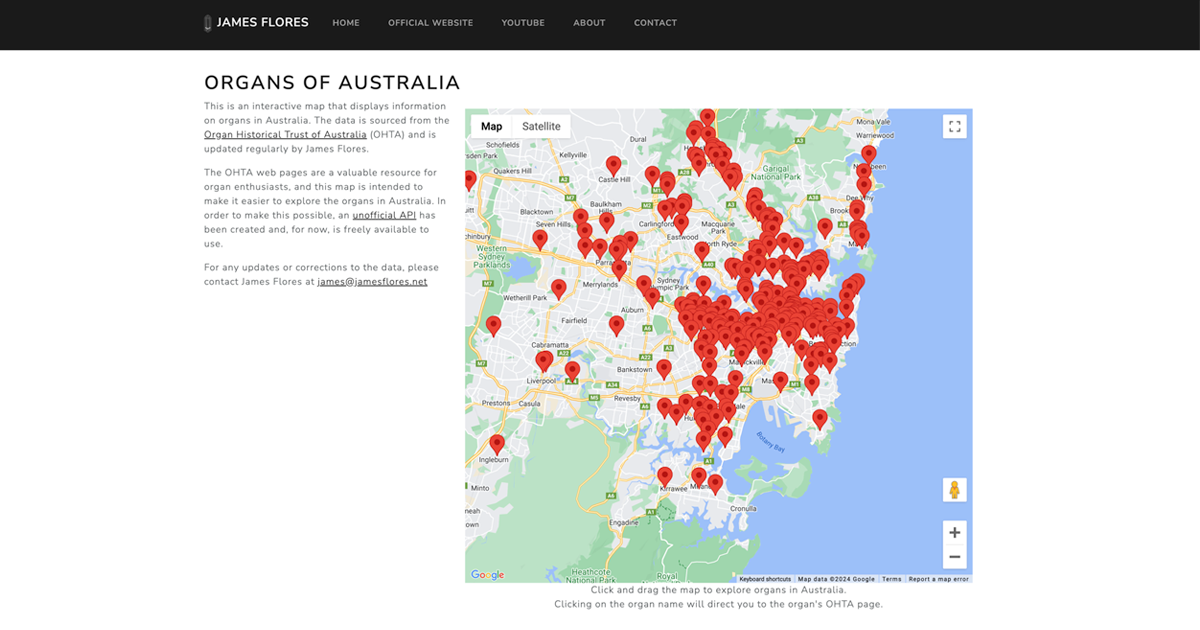 JAMES FLORES
HOME
OFFICIAL WEBSITE
YOUTUBE
ABOUT
CONTACT
ORGANS OF AUSTRALIA
This is an interactive map that displays information
on organs in Australia. The data is sourced from the
Organ Historical Trust of Australia (OHTA) and is
updated regularly by James Flores.
The OHTA web pages are a valuable resource for
organ enthusiasts, and this map is intended to
make it easier to explore the organs in Australia. In
order to make this possible, an unofficial API has
been created and, for now, is freely available to
use.
For any updates or corrections to the data, please
contact James Flores at james@jamesflores.net
Map
Satellite
Mona Vale
Warriewood
Dural
Schofields
Kellyville
Quakers Hill
Castle Hill
Garigal
National Park
Dee Why
Blacktown
Baulkham
Hills
Seven Hills
Carlingford
Macquarie
Park
Eastwood
North Ryde
Western
Sydney
Parklands
Merrylands
Sydney
Wetherill Park
Auburn
Fairfield
Cabramatta
Bankstown
Liverpool
Prestons
Casula
Revesby
Botany Bay
Ingleburn
Minto
Kirrawee
Cronulla
Engadine
Heathcote
National Park
Royal
Google
Keyboard shortcuts
Map data ©2024 Google
Terms
Report a map error
Click and drag the map to explore organs in Australia.
Clicking on the organ name will direct you to the organ's OHTA page.